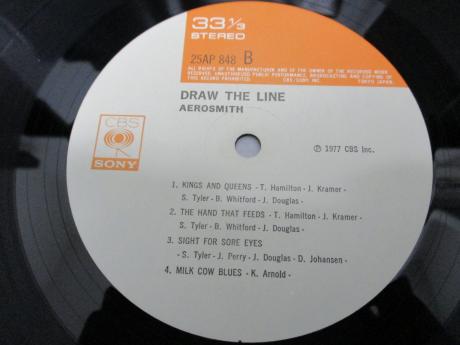 33 1/3
STEREO
25AP 848 B
ALL RIGHTS OF THE MANUFACTURER AND OF THE OWNER OF THE RECORDED WORK
RESERVED. UNAUTHORIZED PUBLIC PERFORMANCE, BROADCASTING AND COPYING OF
THIS RECORD PROHIBITED. CBS/SONY INC. TOKYO JAPAN.
DRAW THE LINE
AEROSMITH
CBS
SONY
℗ 1977 CBS Inc.
1. KINGS AND QUEENS - T. Hamilton - J. Kramer -
S. Tyler - B. Whitford - J. Douglas -
2. THE HAND THAT FEEDS - T. Hamilton - J. Kramer -
S. Tyler - B. Whitford - J. Douglas -
3. SIGHT FOR SORE EYES
- S. Tyler - J. Perry - J. Douglas - D. Johansen -
4. MILK COW BLUES - K. Arnold -